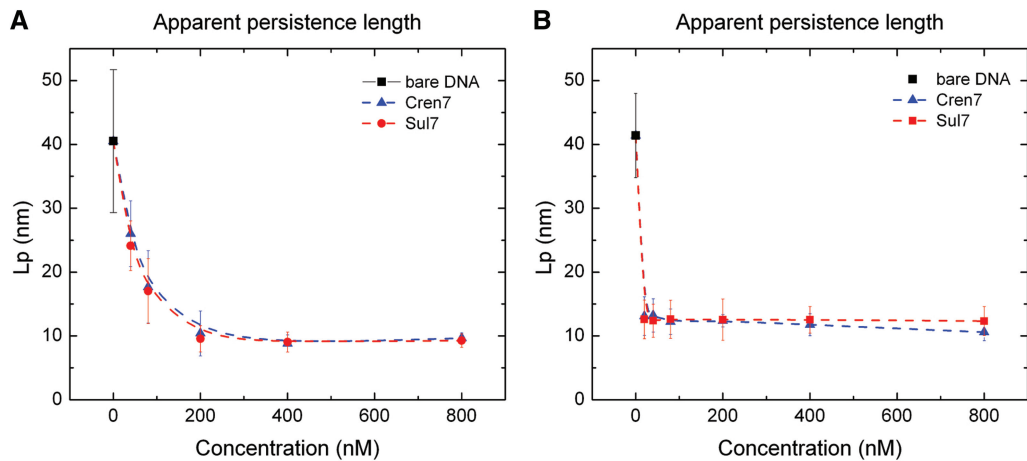 A
Apparent persistence length
50
40
30
20
10
0
Lp (nm)
bare DNA
Cren7
Sul7
0
200
400
600
800
Concentration (nM)
B
Apparent persistence length
50
40
30
20
10
0
Lp (nm)
bare DNA
Cren7
Sul7
0
200
400
600
800
Concentration (nM)